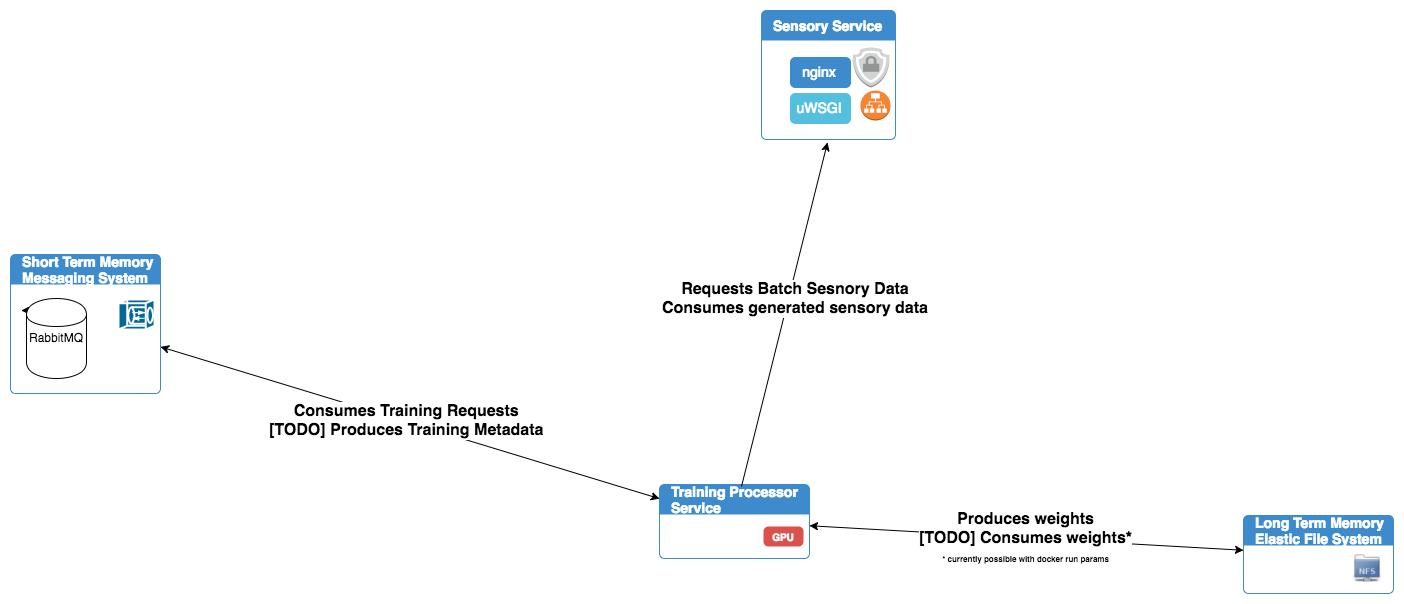 Sensory Service
nginx
uWSGI
Short Term Memory
Messaging System
RabbitMQ
Requests Batch Sesnory Data
Consumes generated sensory data
Consumes Training Requests
[TODO] Produces Training Metadata
Training Processor
Service
GPU
Produces weights
[TODO] Consumes weights*
* currently possible with docker run params
Long Term Memory
Elastic File System
NFS